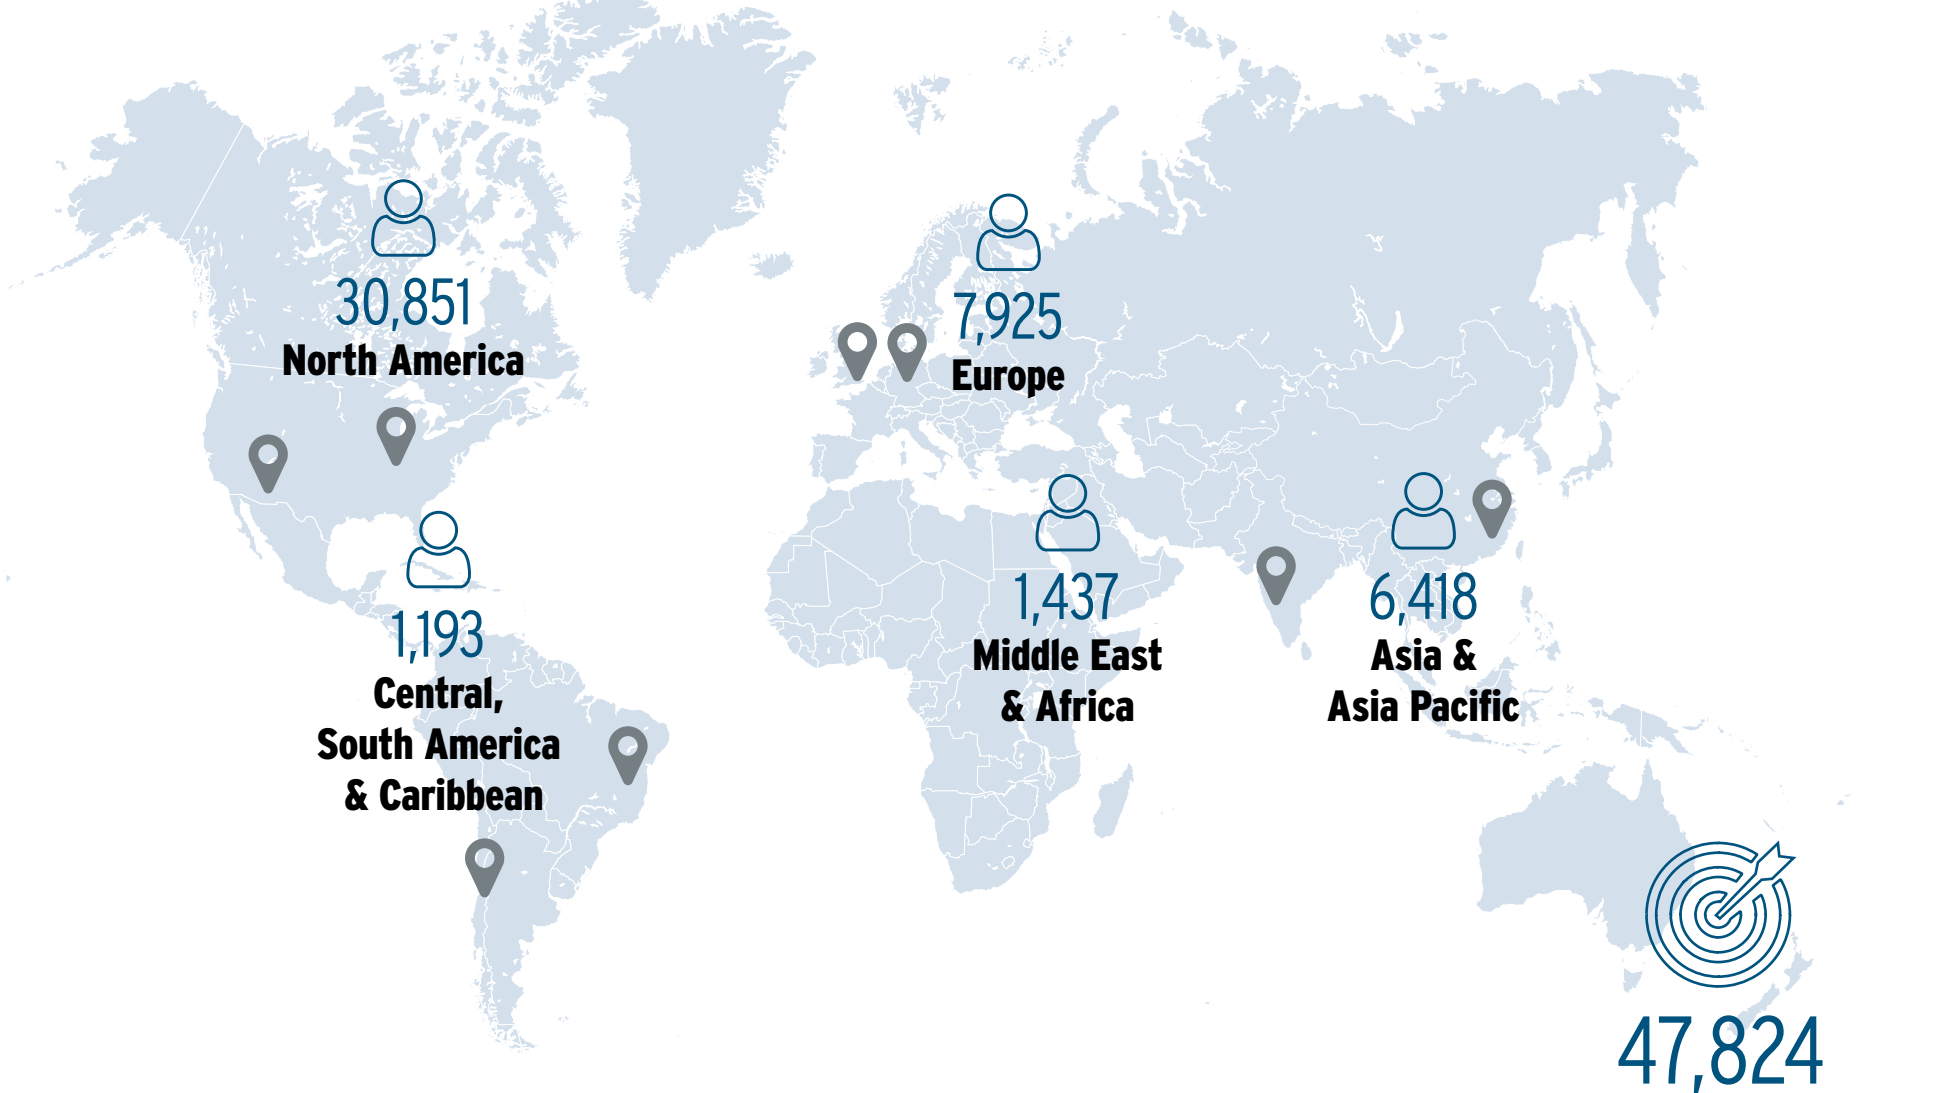 30,851
North America
7,925
Europe
1,193
Central,
South America
& Caribbean
1,437
Middle East
& Africa
6,418
Asia &
Asia Pacific
47,824